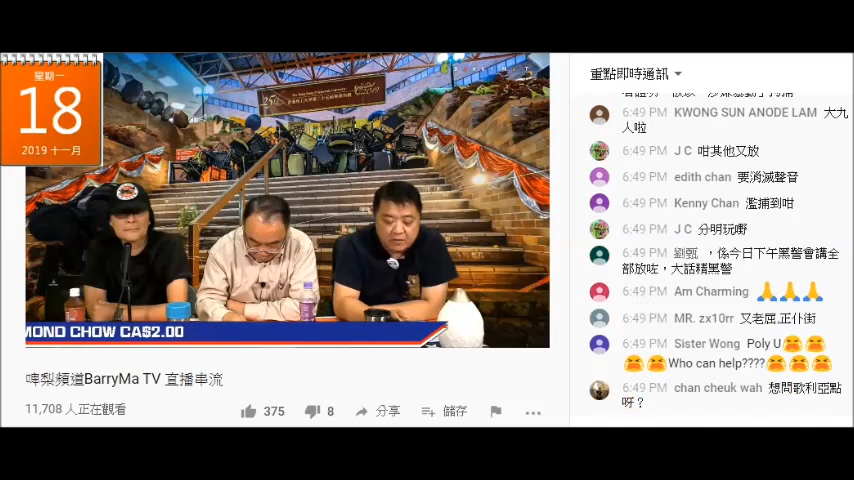 星期一
18
2019 十一月
25
香港理工大學
2019
MOND CHOW CA$2.00
啤梨頻道BarryMa TV 直播串流
11,708 人正在觀看
375
8
分享
儲存
重點即時通訊
6:49 PM KWONG SUN ANODE LAM 大九
人啦
6:49 PM J C 咁其他又放
6:49 PM edith chan 要消滅聲音
6:49 PM Kenny Chan 濫捕到咁
6:49 PM J C 分明玩嘢
6:49 PM 劉甄 ，係今日下午黑警會講全
部放咗，大話精黑警
6:49 PM Am Charming 🙏🙏🙏
6:49 PM MR. zx10rr 又老屈,正仆街
6:49 PM Sister Wong Poly U😫😫
😫😫Who can help????😫😫😫
6:49 PM chan cheuk wah 想問歌利亞點
呀？